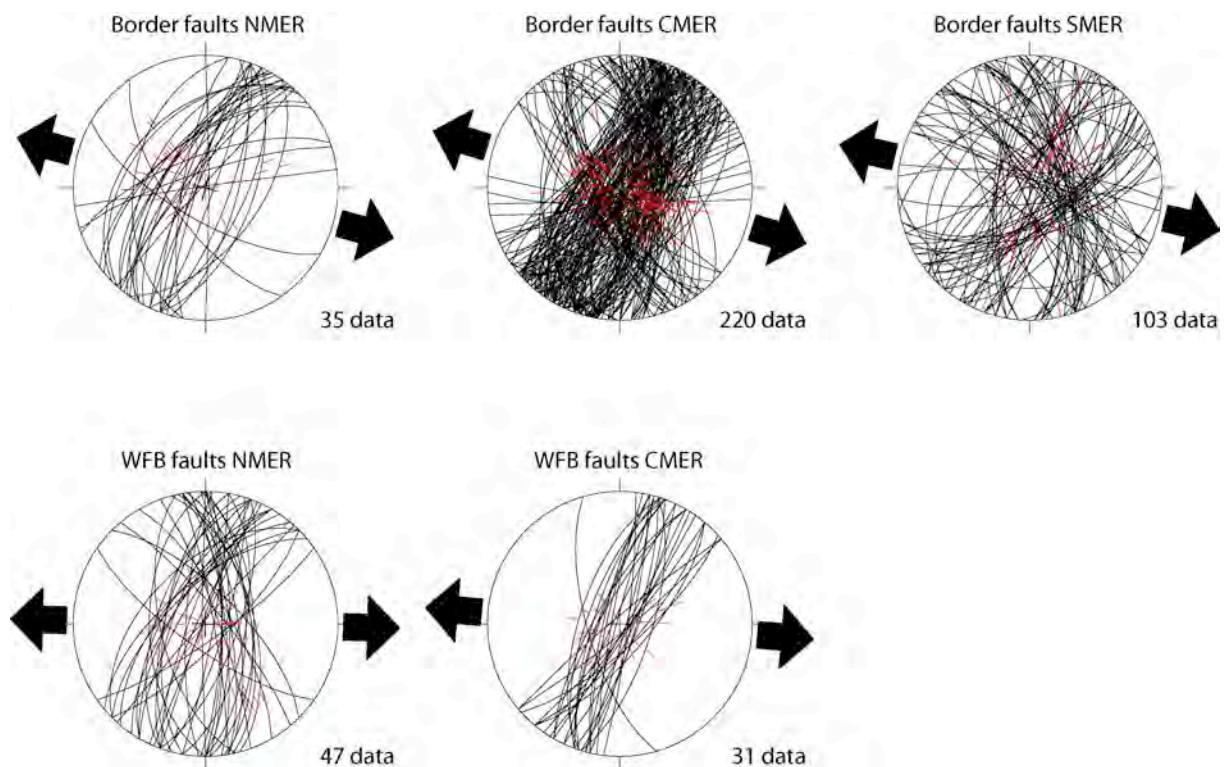 Border faults NMER
Border faults CMER
Border faults SMER
35 data
220 data
103 data
WFB faults NMER
WFB faults CMER
47 data
31 data